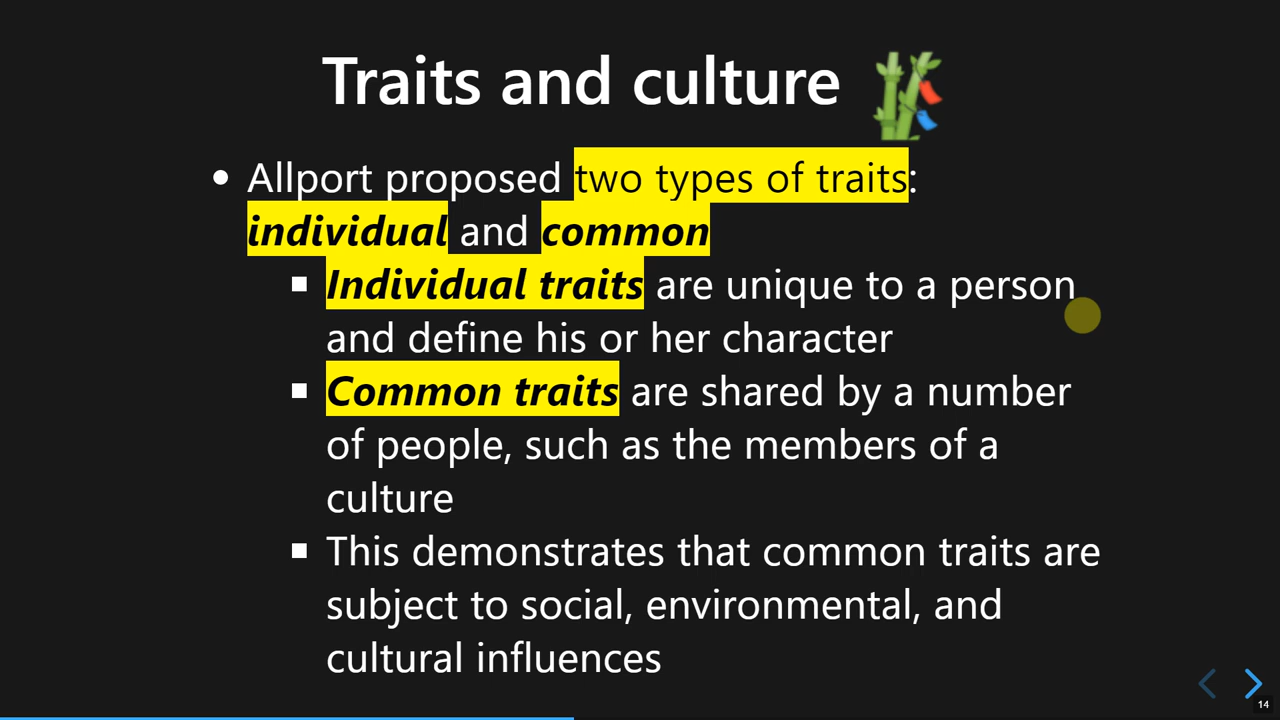 Traits and culture
• Allport proposed two types of traits:
individual and common
▪ Individual traits are unique to a person
and define his or her character
▪ Common traits are shared by a number
of people, such as the members of a
culture
▪ This demonstrates that common traits are
subject to social, environmental, and
cultural influences
14